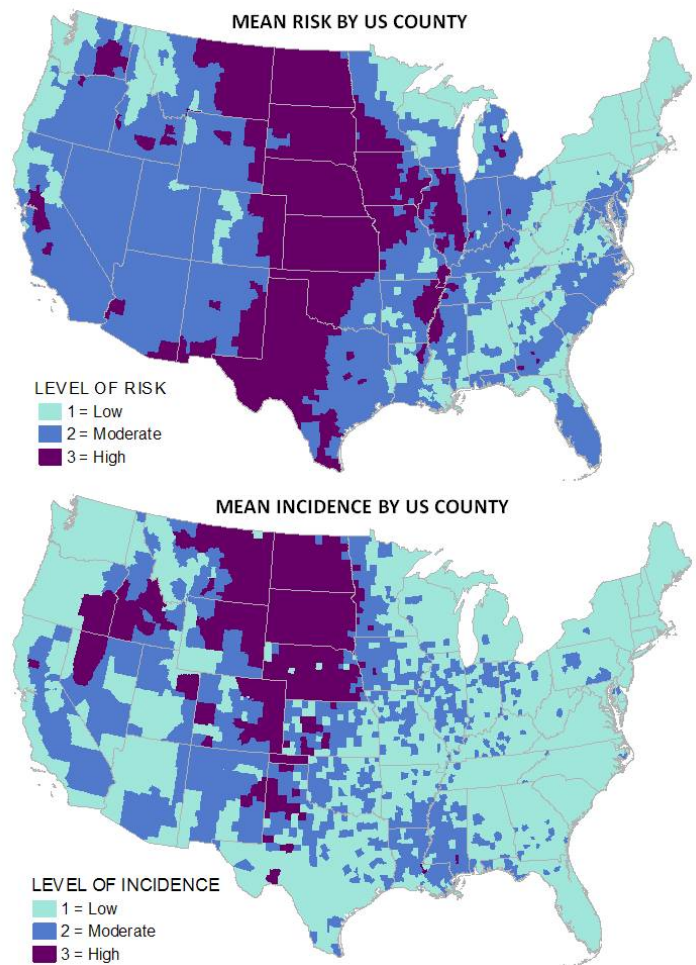 MEAN RISK BY US COUNTY
LEVEL OF RISK
1 = Low
2 = Moderate
3 = High
MEAN INCIDENCE BY US COUNTY
LEVEL OF INCIDENCE
1 = Low
2 = Moderate
3 = High